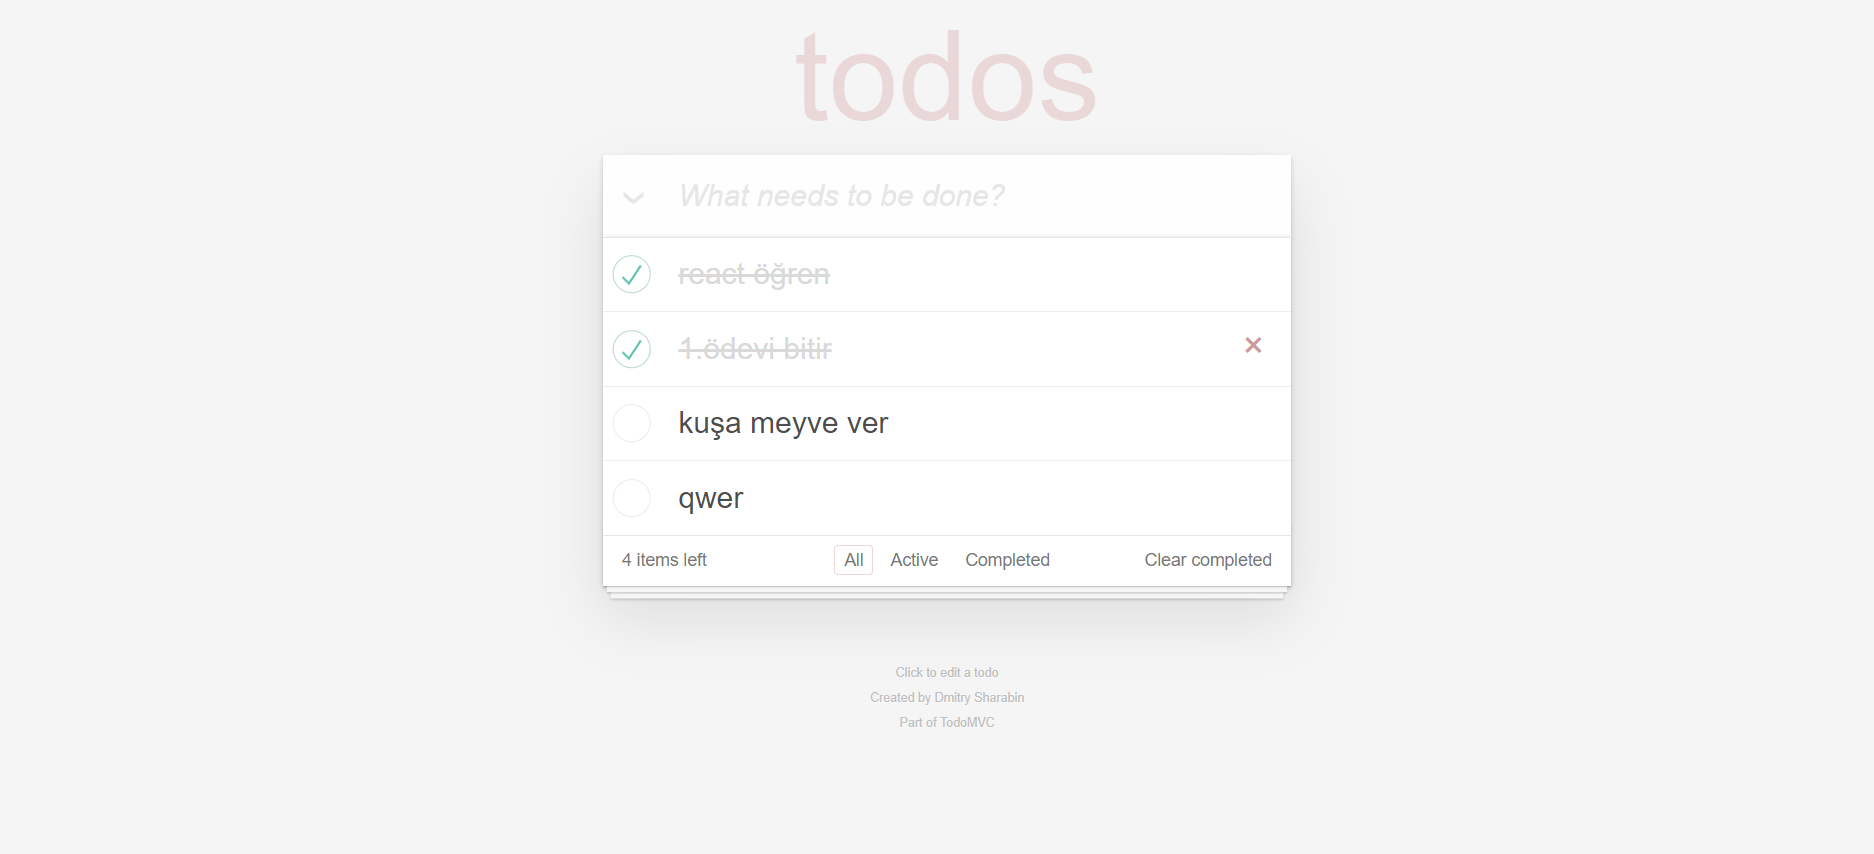 todos
What needs to be done?
react öğren
1.ödevi bitir
kuşa meyve ver
qwer
4 items left All Active Completed Clear completed
Click to edit a todo
Created by Dmitry Sharabin
Part of TodoMVC